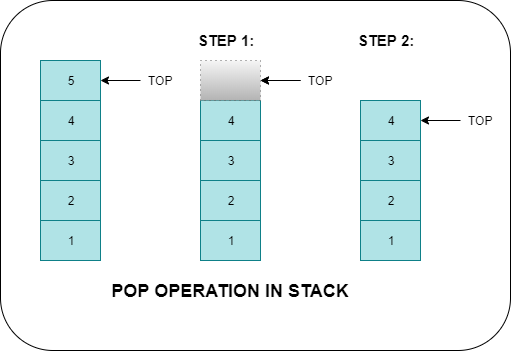 STEP 1: STEP 2:
5 TOP TOP
4 4 4 TOP
3 3 3
2 2 2
1 1 1
POP OPERATION IN STACK